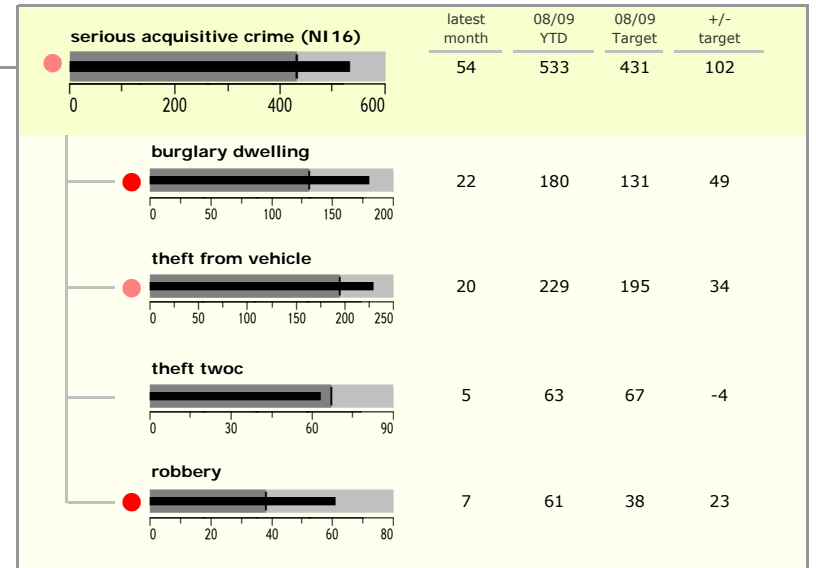 latest 08/09 08/09 +/-
serious acquisitive crime (NI16) month YTD Target target
54 533 431 102
0 200 400 600
burglary dwelling
22 180 131 49
0 50 100 150 200
theft from vehicle
20 229 195 34
0 50 100 150 200 250
theft twoc
5 63 67 -4
0 30 60 90
robbery
7 61 38 23
0 20 40 60 80